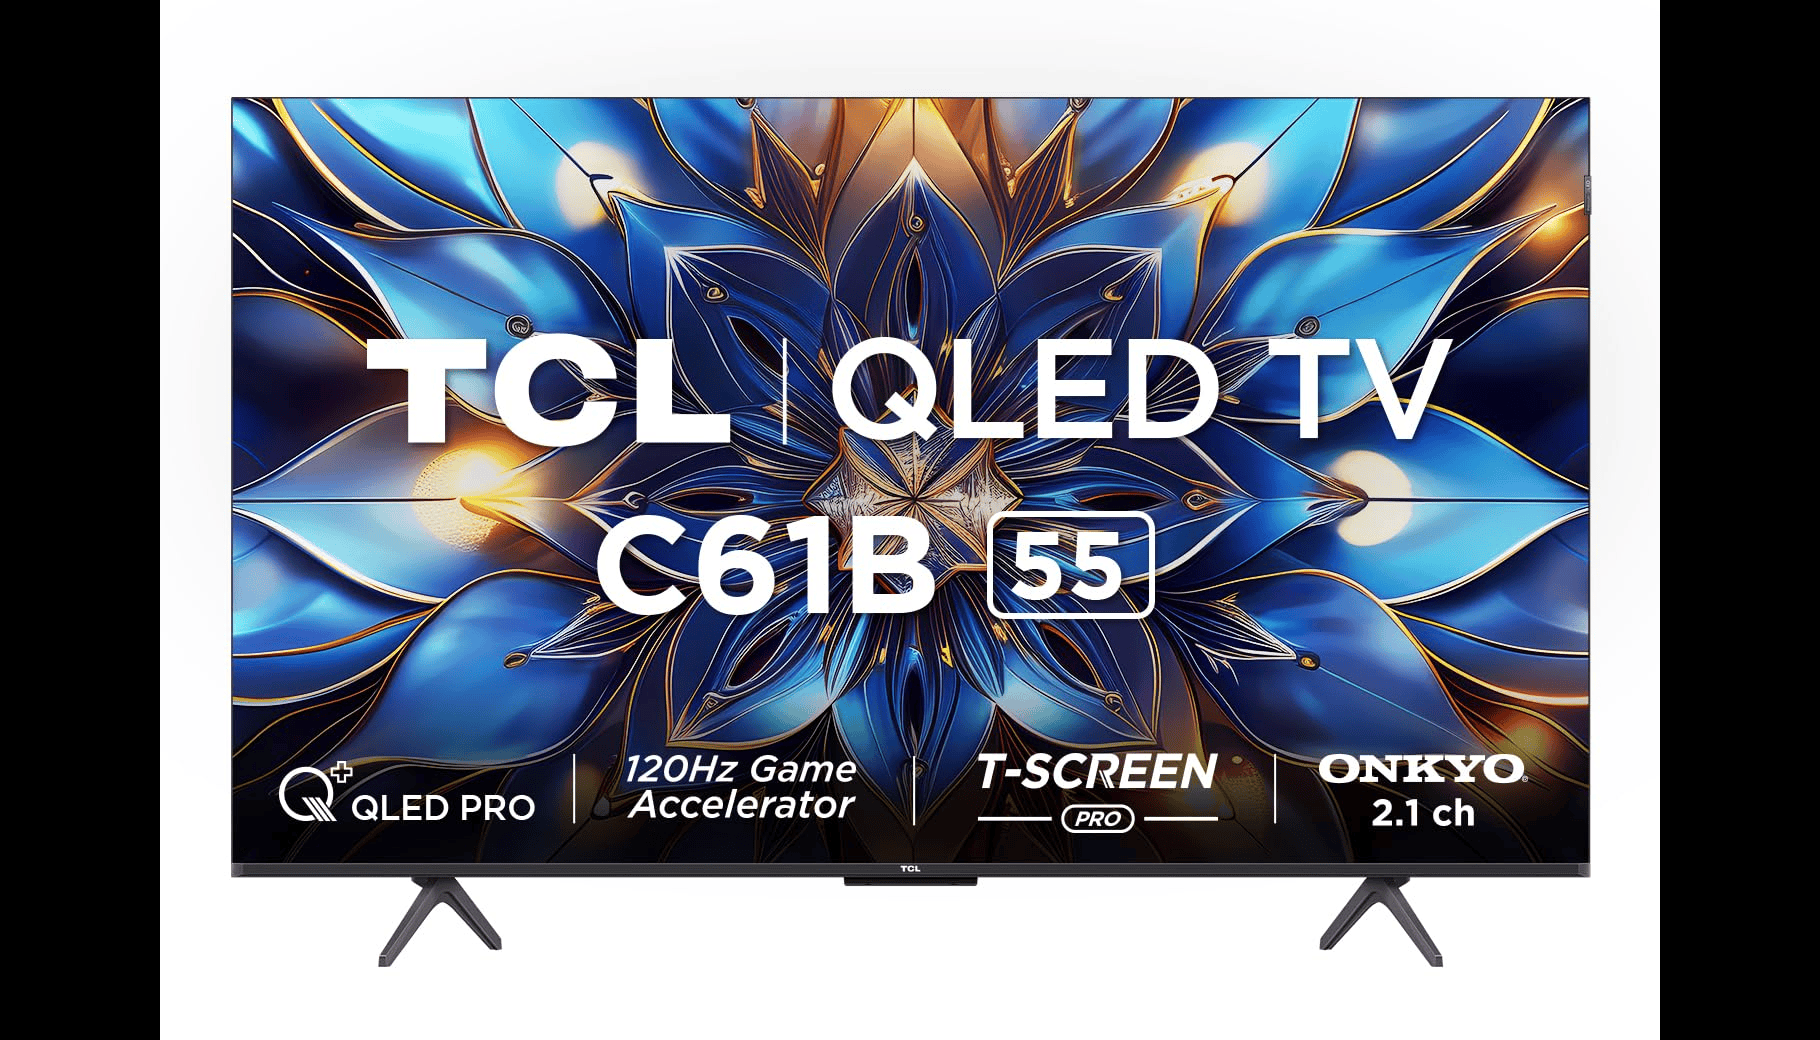 TCL | QLED TV
C61B 55
QLED PRO
120Hz Game
Accelerator
T-SCREEN
PRO
ONKYO®
2.1 ch
TCL